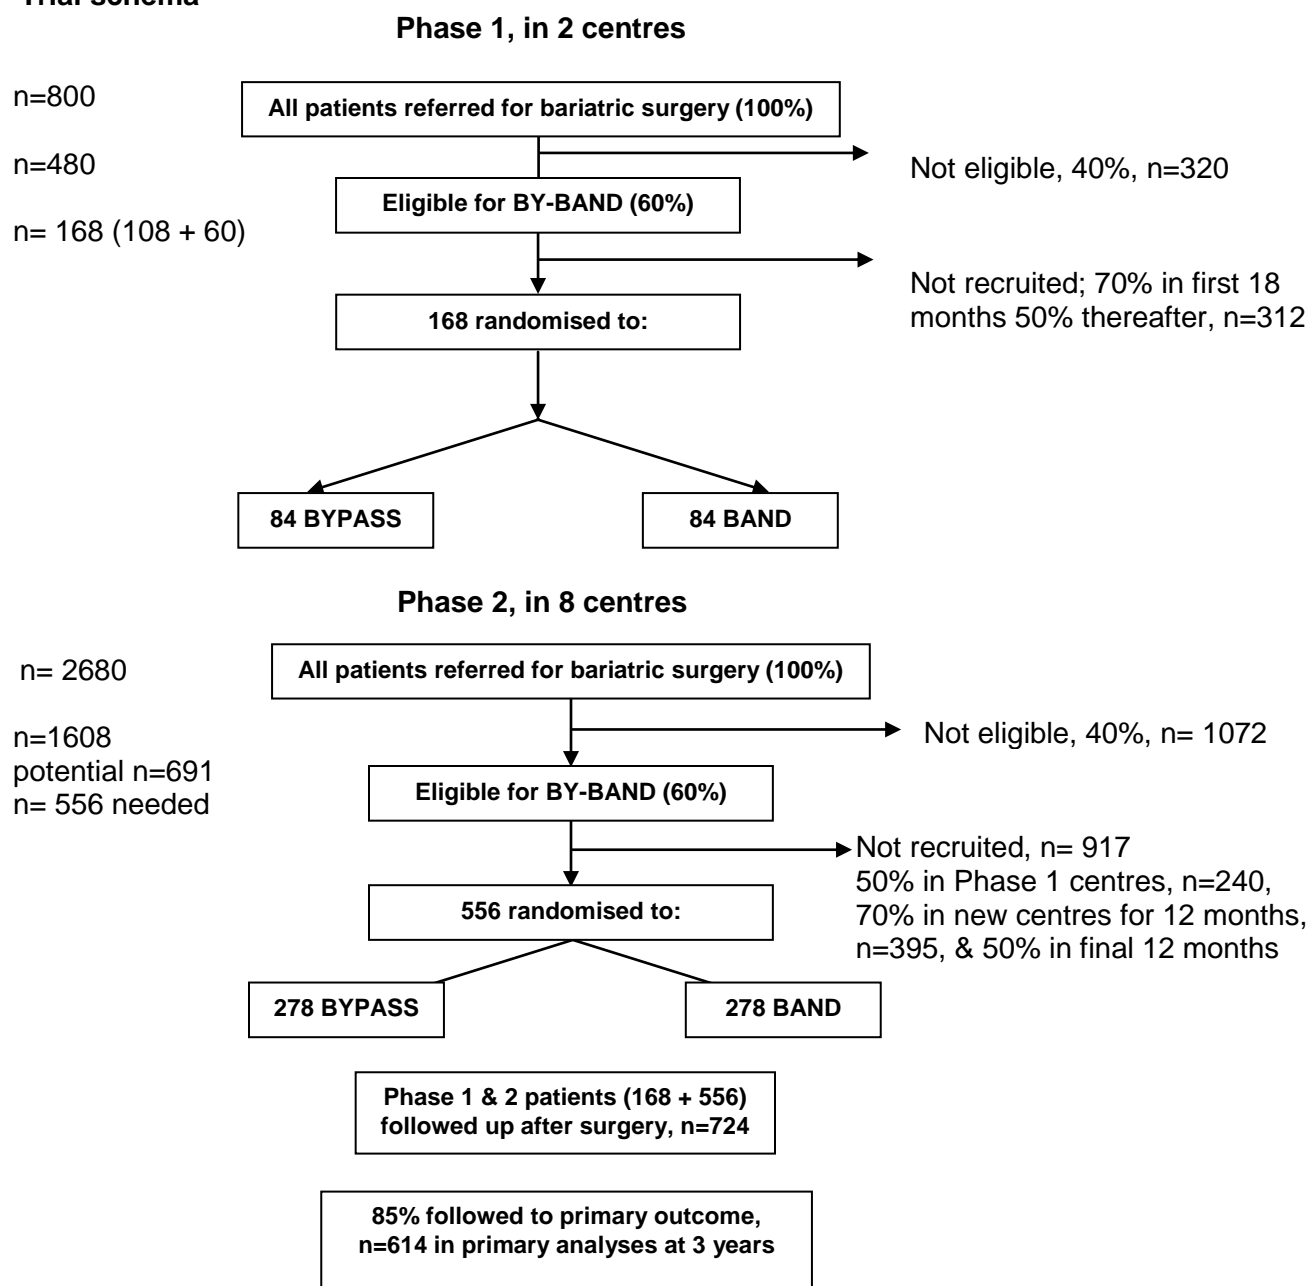 Trial schema
Phase 1, in 2 centres
n=800
All patients referred for bariatric surgery (100%)
n=480
Not eligible, 40%, n=320
Eligible for BY-BAND (60%)
n= 168 (108 + 60)
Not recruited; 70% in first 18
months 50% thereafter, n=312
168 randomised to:
84 BYPASS
84 BAND
Phase 2, in 8 centres
n= 2680
All patients referred for bariatric surgery (100%)
n=1608
potential n=691
n= 556 needed
Not eligible, 40%, n= 1072
Eligible for BY-BAND (60%)
Not recruited, n= 917
50% in Phase 1 centres, n=240,
70% in new centres for 12 months,
n=395, & 50% in final 12 months
556 randomised to:
278 BYPASS
278 BAND
Phase 1 & 2 patients (168 + 556)
followed up after surgery, n=724
85% followed to primary outcome,
n=614 in primary analyses at 3 years